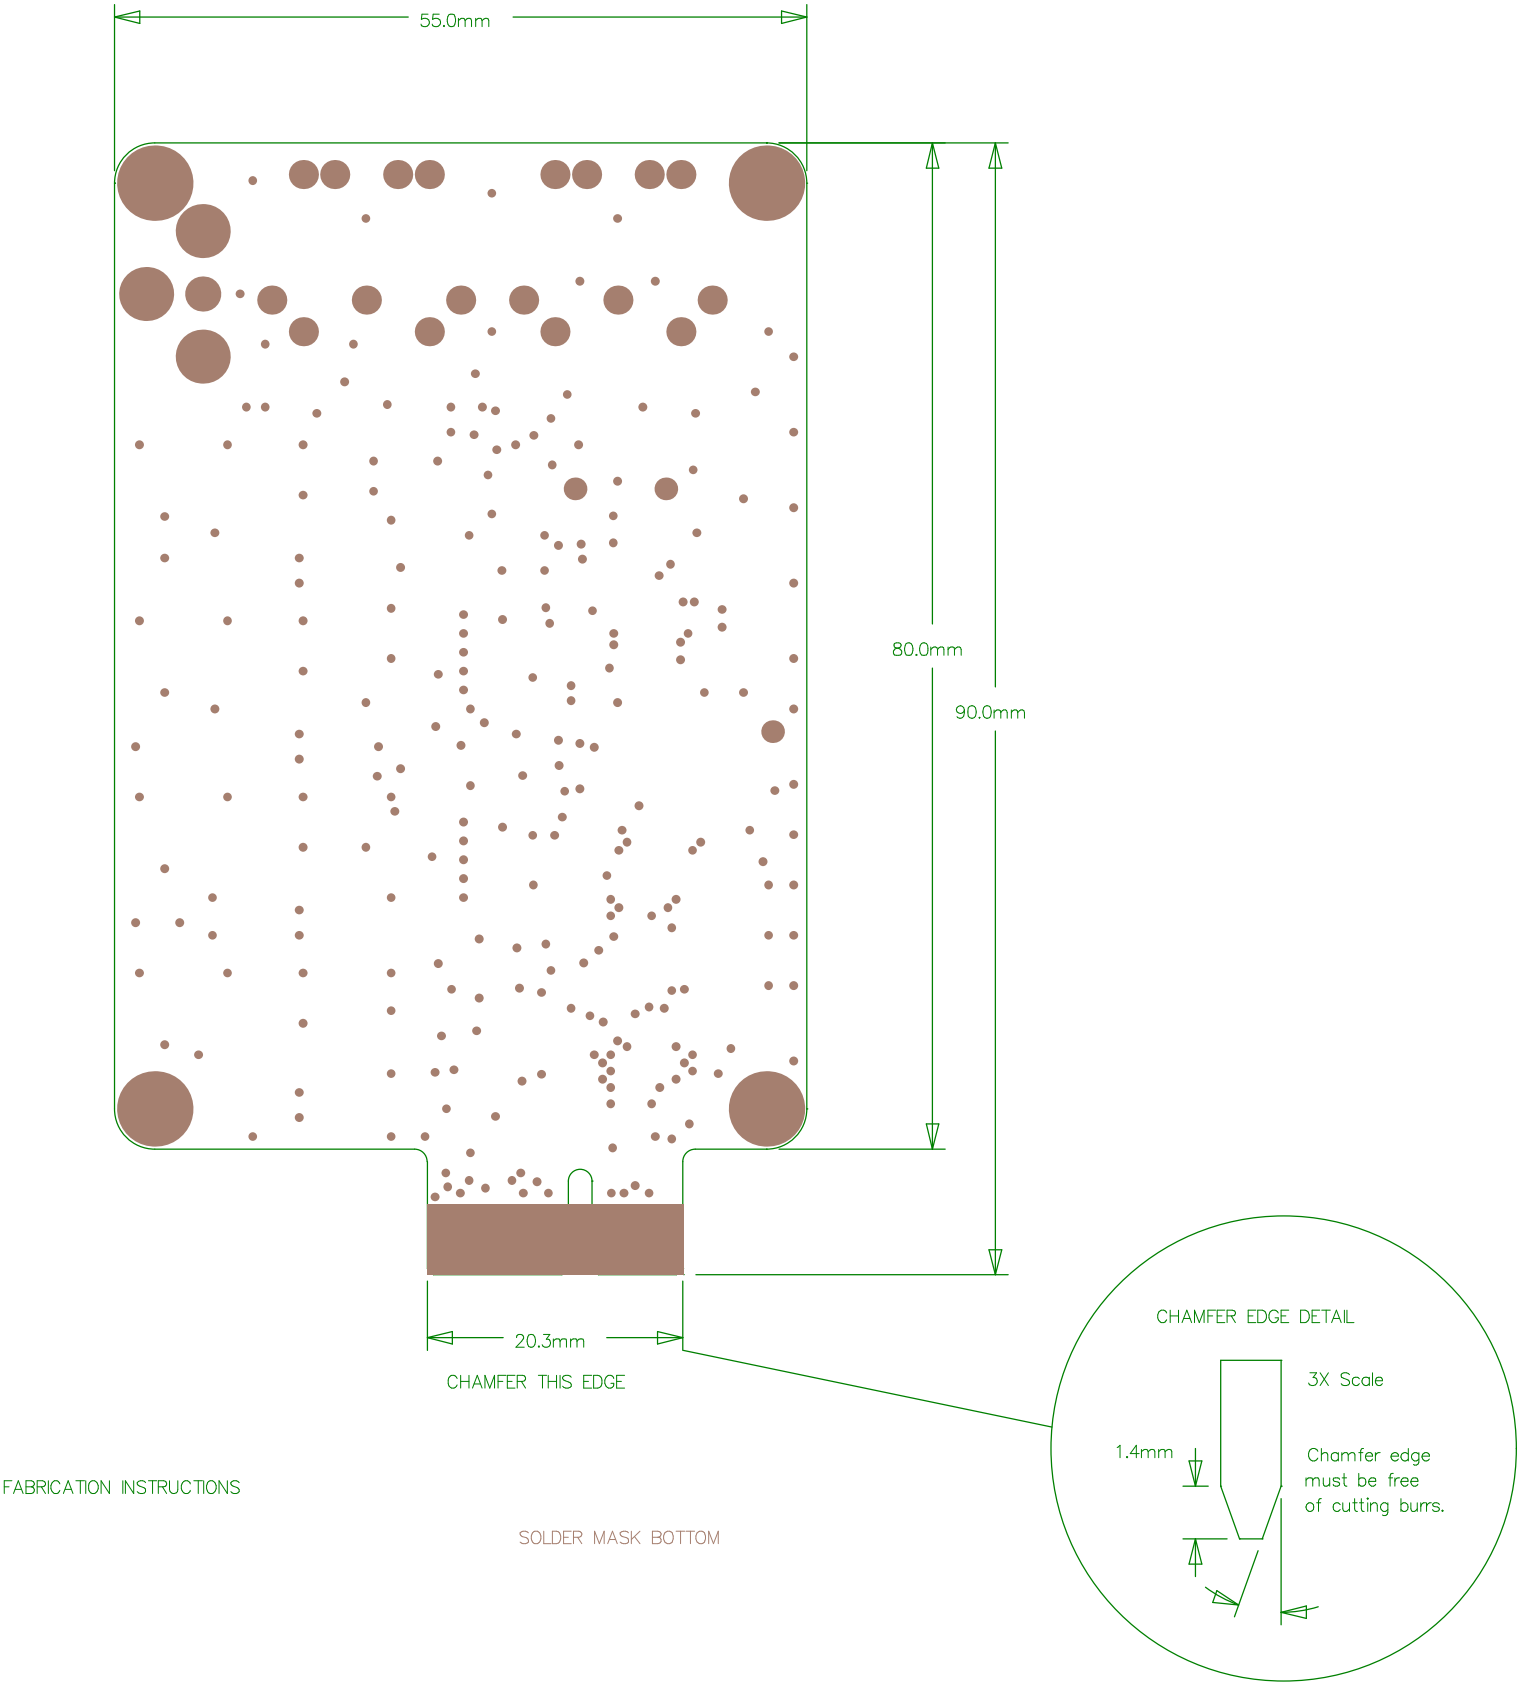 55.0mm
80.0mm
90.0mm
20.3mm
CHAMFER THIS EDGE
CHAMFER EDGE DETAIL
3X Scale
1.4mm
Chamfer edge
must be free
of cutting burrs.
FABRICATION INSTRUCTIONS
SOLDER MASK BOTTOM